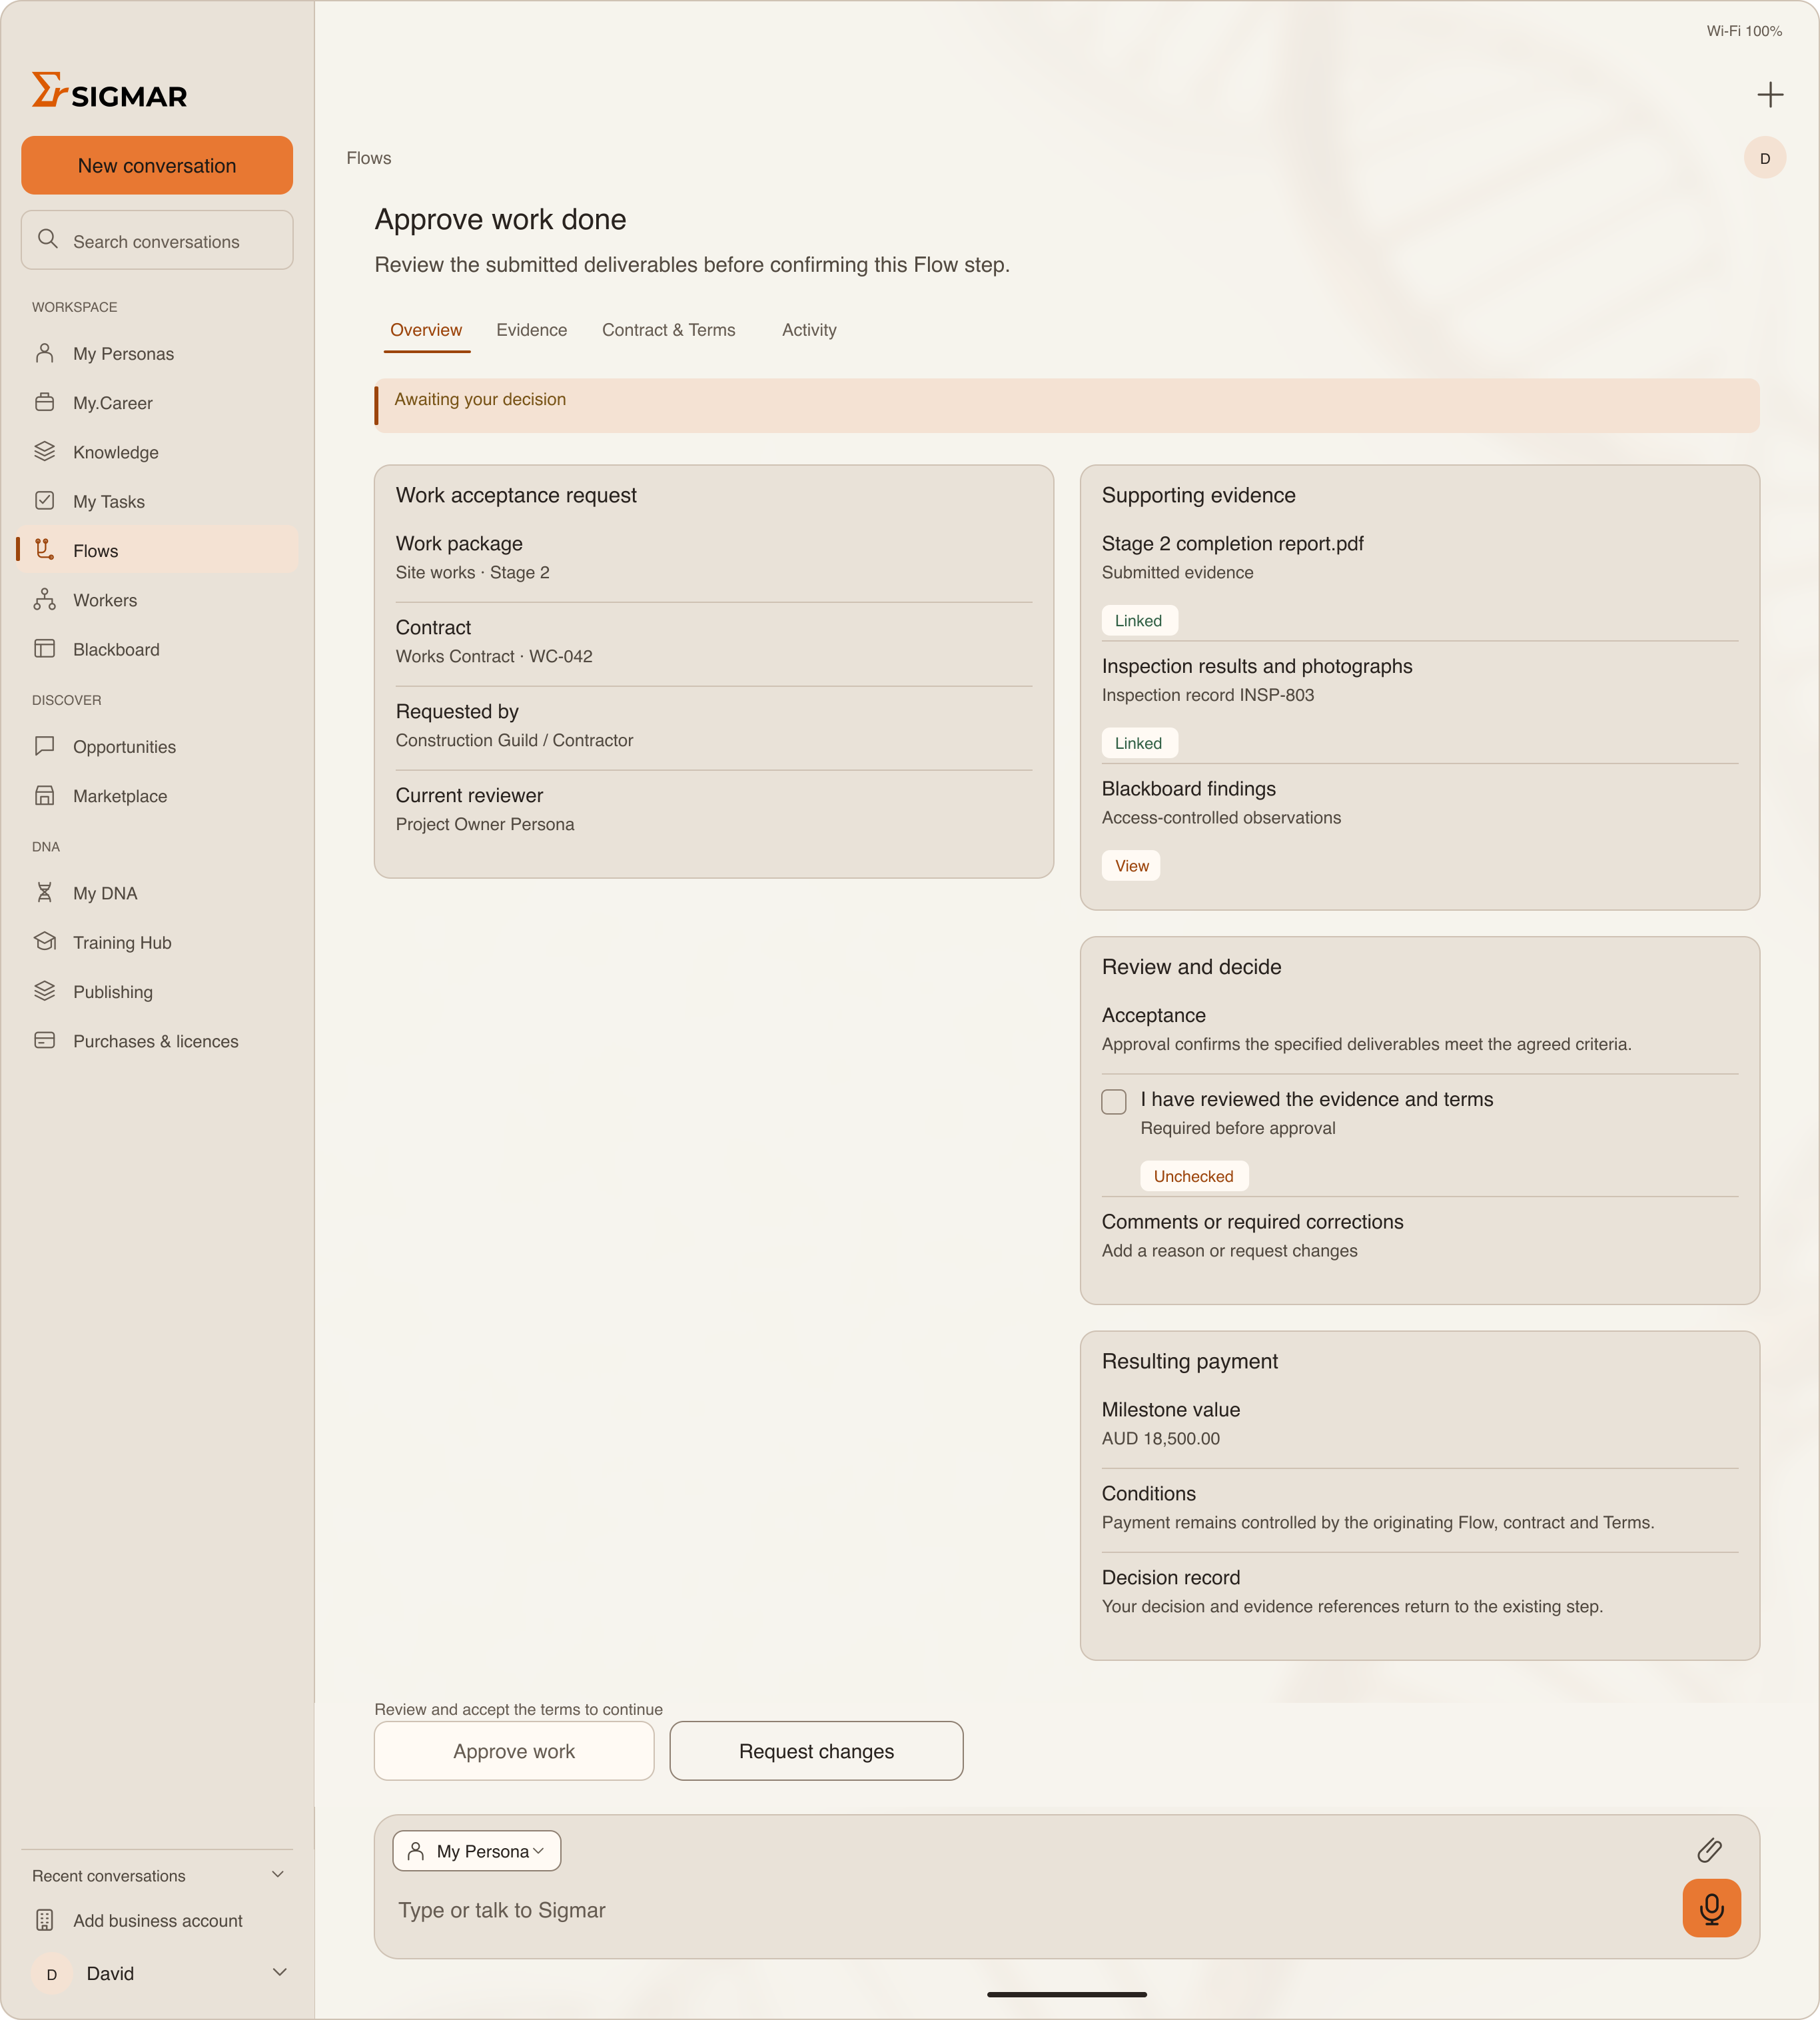 Wi-Fi 100%
Σr SIGMAR
New conversation
Search conversations
WORKSPACE
My Personas
My.Career
Knowledge
My Tasks
Flows
Workers
Blackboard
DISCOVER
Opportunities
Marketplace
DNA
My DNA
Training Hub
Publishing
Purchases & licences
Recent conversations
Add business account
D
David
Flows
D
Approve work done
Review the submitted deliverables before confirming this Flow step.
Overview
Evidence
Contract & Terms
Activity
Awaiting your decision
Work acceptance request
Work package
Site works · Stage 2
Contract
Works Contract · WC-042
Requested by
Construction Guild / Contractor
Current reviewer
Project Owner Persona
Supporting evidence
Stage 2 completion report.pdf
Submitted evidence
Linked
Inspection results and photographs
Inspection record INSP-803
Linked
Blackboard findings
Access-controlled observations
View
Review and decide
Acceptance
Approval confirms the specified deliverables meet the agreed criteria.
I have reviewed the evidence and terms
Required before approval
Unchecked
Comments or required corrections
Add a reason or request changes
Resulting payment
Milestone value
AUD 18,500.00
Conditions
Payment remains controlled by the originating Flow, contract and Terms.
Decision record
Your decision and evidence references return to the existing step.
Review and accept the terms to continue
Approve work
Request changes
My Persona
Type or talk to Sigmar